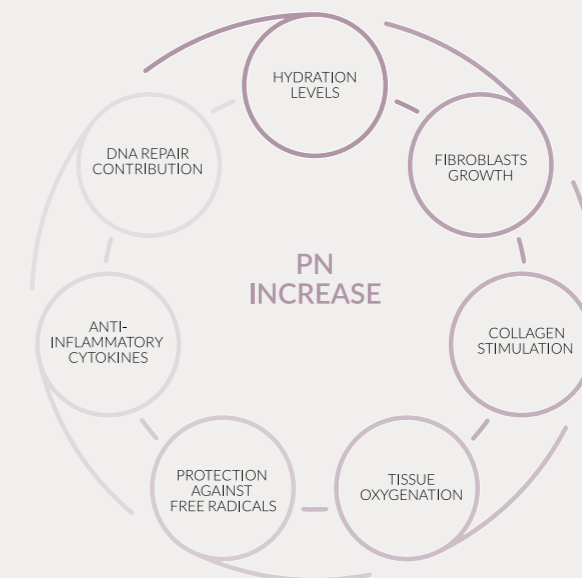 HYDRATION
LEVELS
FIBROBLASTS
GROWTH
COLLAGEN
STIMULATION
TISSUE
OXYGENATION
PROTECTION
AGAINST
FREE RADICALS
ANTI-
INFLAMMATORY
CYTOKINES
DNA REPAIR
CONTRIBUTION
PN
INCREASE